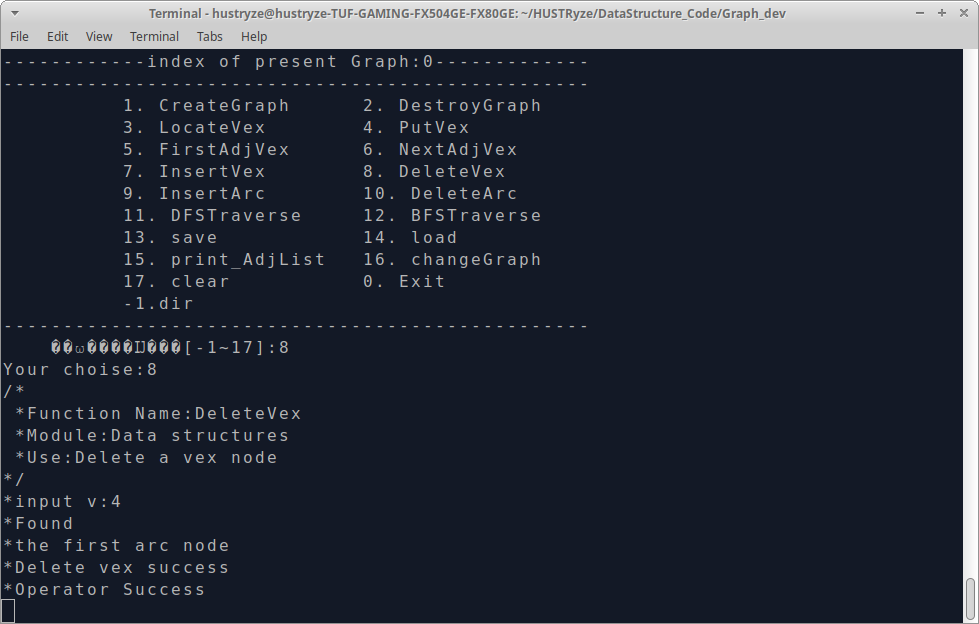 Terminal - hustryze@hustryze-TUF-GAMING-FX504GE-FX80GE: ~/HUSTRyze/DataStructure_Code/Graph_dev
File Edit View Terminal Tabs Help
------------index of present Graph:0-------------
-------------------------------------------------
1. CreateGraph 2. DestroyGraph
3. LocateVex 4. PutVex
5. FirstAdjVex 6. NextAdjVex
7. InsertVex 8. DeleteVex
9. InsertArc 10. DeleteArc
11. DFSTraverse 12. BFSTraverse
13. save 14. load
15. print_AdjList 16. changeGraph
17. clear 0. Exit
-1.dir
-------------------------------------------------
[-1~17]:8
Your choise:8
/*
*Function Name:DeleteVex
*Module:Data structures
*Use:Delete a vex node
*/
*input v:4
*Found
*the first arc node
*Delete vex success
*Operator Success